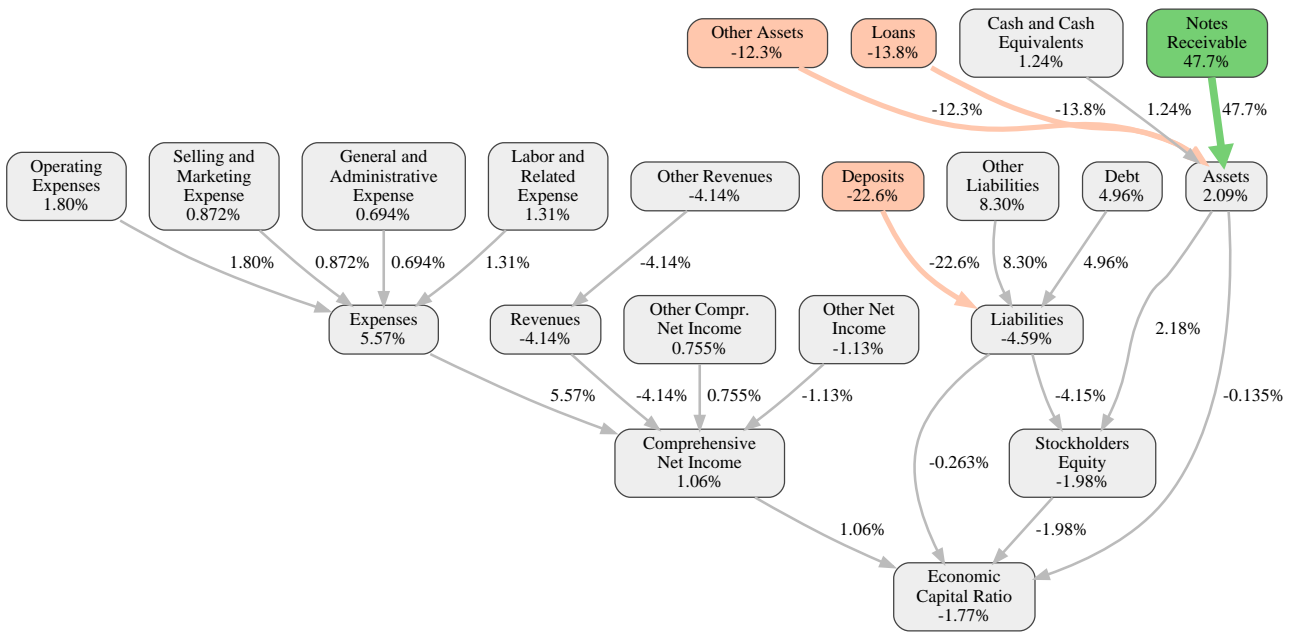 Other Assets
-12.3%
Loans
-13.8%
Cash and Cash
Equivalents
1.24%
Notes
Receivable
47.7%
-12.3%
-13.8%
1.24%
47.7%
Operating
Expenses
1.80%
Selling and
Marketing
Expense
0.872%
General and
Administrative
Expense
0.694%
Labor and
Related
Expense
1.31%
Other Revenues
-4.14%
Deposits
-22.6%
Other
Liabilities
8.30%
Debt
4.96%
Assets
2.09%
1.80%
0.872%
0.694%
1.31%
-4.14%
-22.6%
8.30%
4.96%
Expenses
5.57%
Revenues
-4.14%
Other Compr.
Net Income
0.755%
Other Net
Income
-1.13%
Liabilities
-4.59%
2.18%
5.57%
-4.14%
0.755%
-1.13%
-4.15%
-0.135%
Comprehensive
Net Income
1.06%
-0.263%
Stockholders
Equity
-1.98%
1.06%
-1.98%
Economic
Capital Ratio
-1.77%